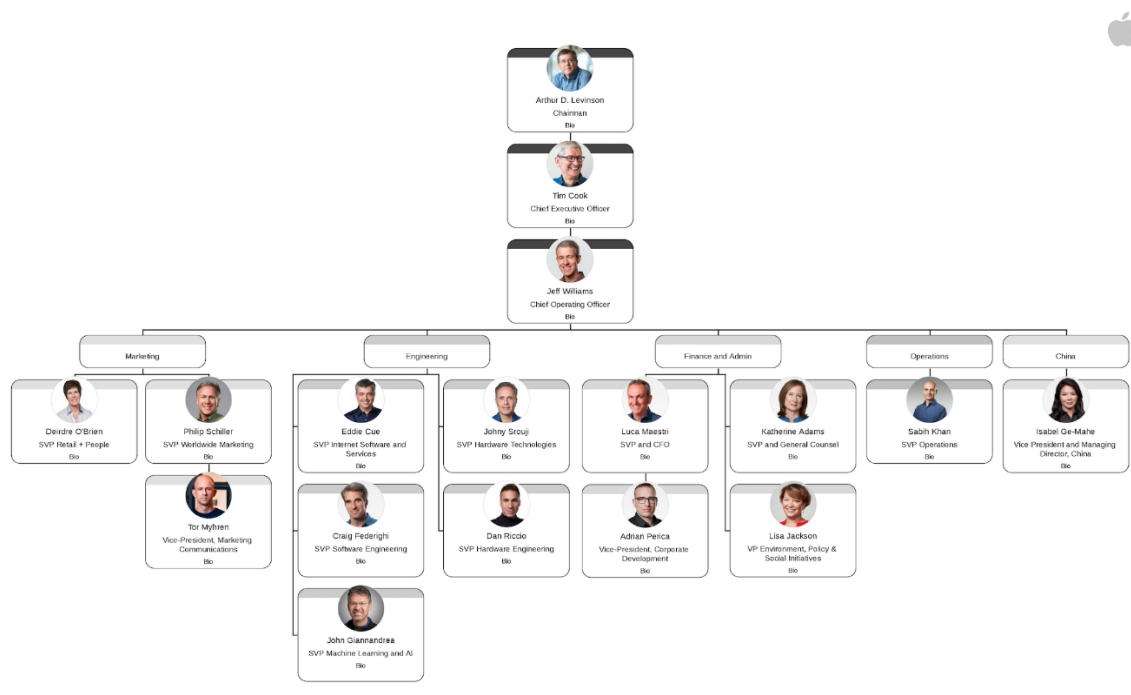 Arthur D. Levinson
Chairman
Bio
Tim Cook
Chief Executive Officer
Bio
Jeff Williams
Chief Operating Officer
Bio
Marketing
Engineering
Finance and Admin
Operations
China
Deirdre O'Brien
SVP Retail + People
Bio
Philip Schiller
SVP Worldwide Marketing
Bio
Eddie Cue
SVP Internet Software and
Services
Bio
Johny Srouji
SVP Hardware Technologies
Bio
Luca Maestri
SVP and CFO
Bio
Katherine Adams
SVP and General Counsel
Bio
Sabih Khan
SVP Operations
Bio
Isabel Ge-Mahe
Vice President and Managing
Director, China
Bio
Tor Myhren
Vice-President, Marketing
Communications
Bio
Craig Federighi
SVP Software Engineering
Bio
Dan Riccio
SVP Hardware Engineering
Bio
Adrian Perica
Vice-President, Corporate
Development
Bio
Lisa Jackson
VP Environment, Policy &
Social Initiatives
Bio
John Giannandrea
SVP Machine Learning and AI
Bio